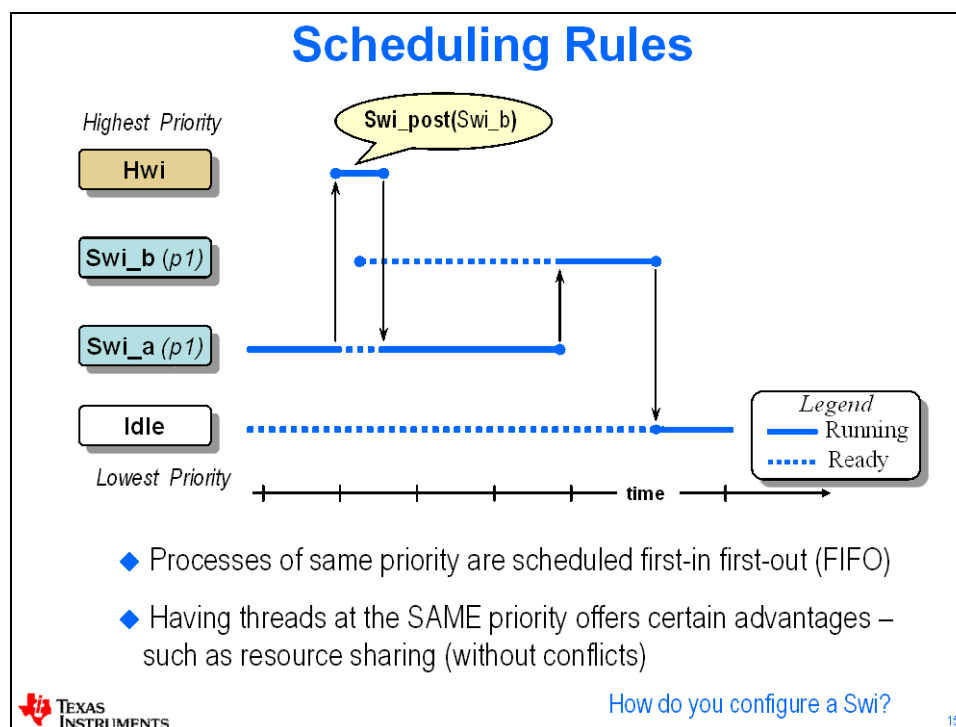 Scheduling Rules
Highest Priority
Swi_post(Swi_b)
Hwi
Swi_b (p1)
Swi_a (p1)
Idle
Lowest Priority
Legend
Running
Ready
time
Processes of same priority are scheduled first-in first-out (FIFO)
Having threads at the SAME priority offers certain advantages –
such as resource sharing (without conflicts)
TEXAS
INSTRUMENTS
How do you configure a Swi?